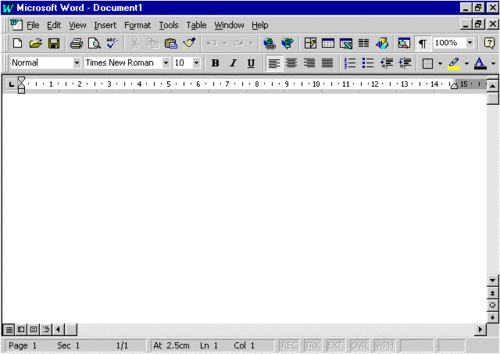 Microsoft Word - Document1
File Edit View Insert Format Tools Table Window Help
100%
Normal Times New Roman 10 B I U
1 2 3 4 5 6 7 8 9 10 11 12 13 14 15
Page 1 Sec 1 1/1 At 2.5cm Ln 1 Col 1 REC TRK EXT OVR WPH